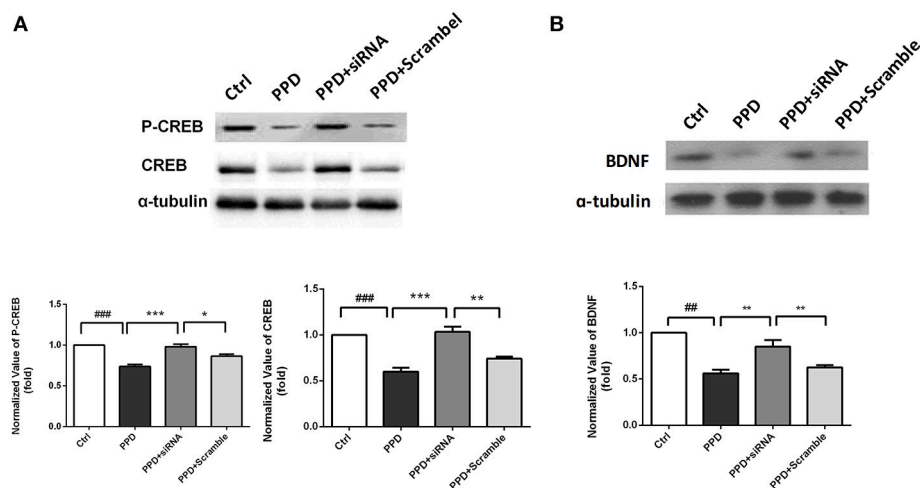 A
Ctrl
PPD
PPD+siRNA
PPD+Scrambel
P-CREB
CREB
α-tubulin
Normalized Value of P-CREB
(fold)
1.5
1.0
0.5
0.0
###
***
*
Ctrl
PPD
PPD+siRNA
PPD+Scramble
Normalized Value of CREB
(fold)
1.5
1.0
0.5
0.0
###
***
**
Ctrl
PPD
PPD+siRNA
PPD+Scramble
B
Ctrl
PPD
PPD+siRNA
PPD+Scramble
BDNF
α-tubulin
Normalized Value of BDNF
(fold)
1.5
1.0
0.5
0.0
##
**
**
Ctrl
PPD
PPD+siRNA
PPD+Scramble